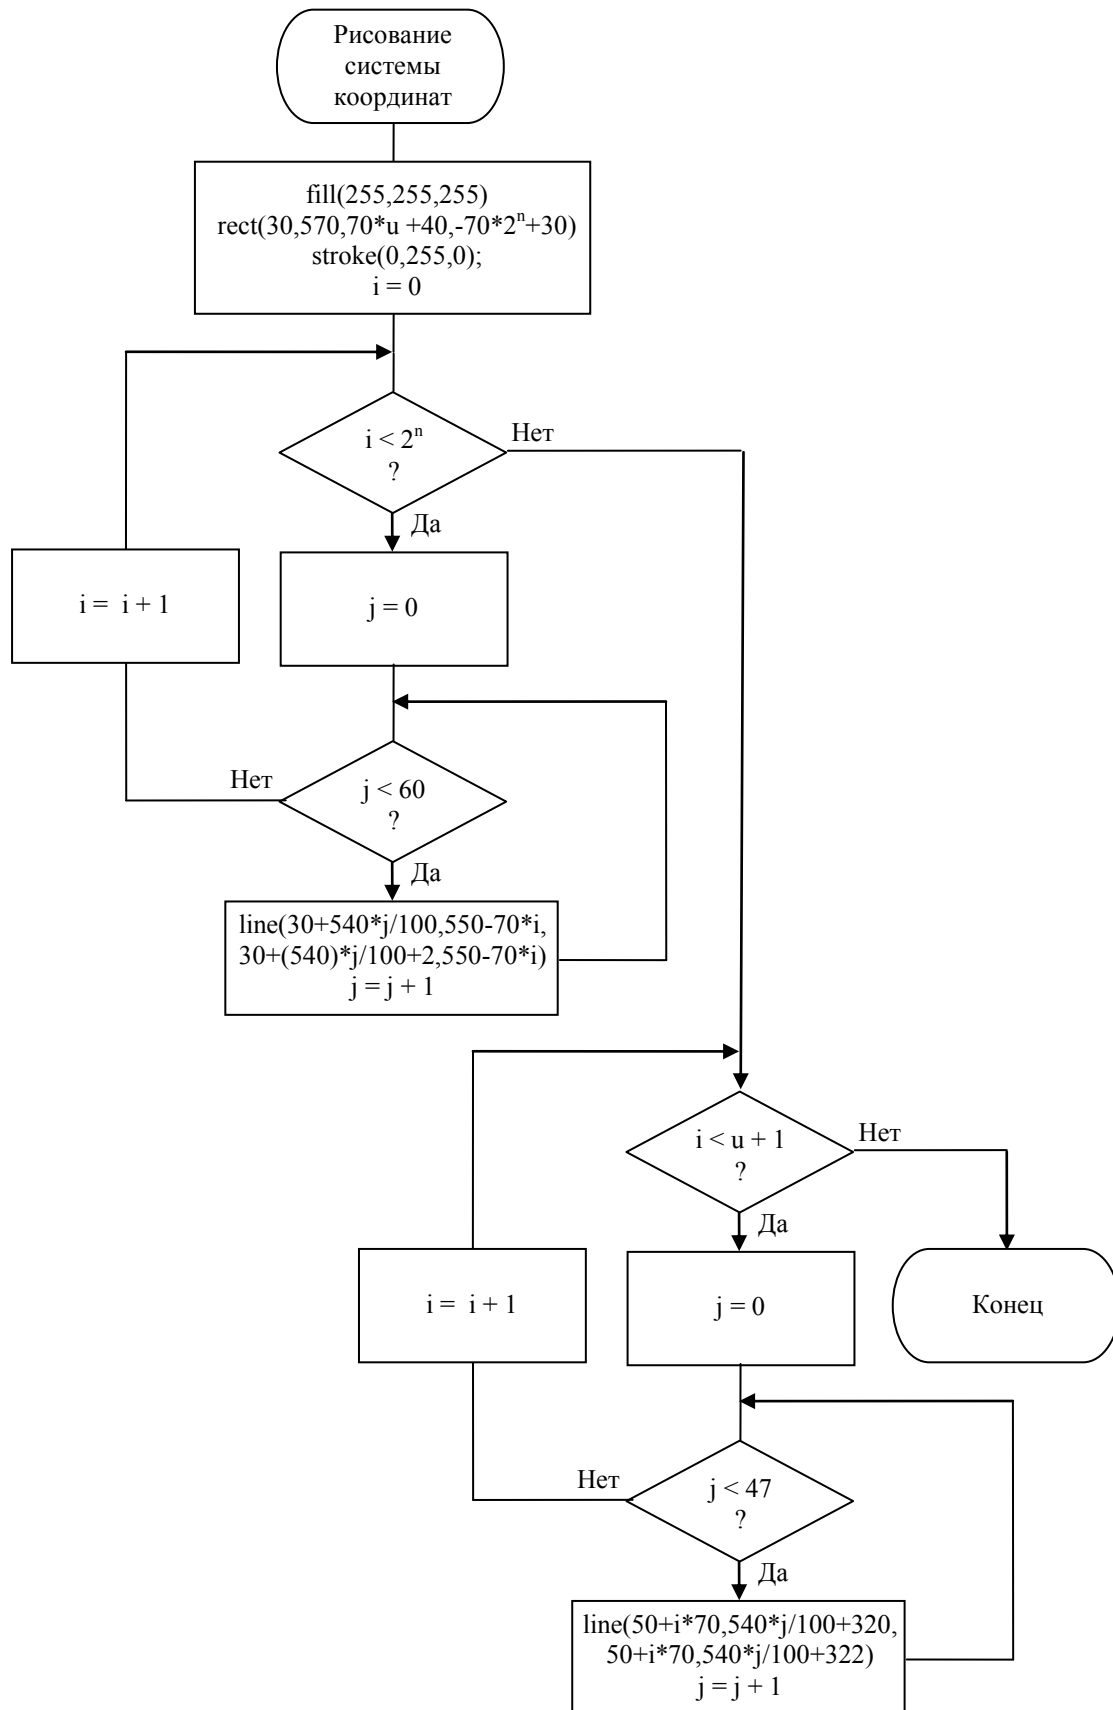 Рисование
системы
координат
fill(255,255,255)
rect(30,570,70*u +40,-70*2ⁿ+30)
stroke(0,255,0);
i = 0
i < 2ⁿ
?
Нет
Да
i = i + 1
j = 0
Нет
j < 60
?
Да
line(30+540*j/100,550-70*i,
30+(540)*j/100+2,550-70*i)
j = j + 1
i < u + 1
?
Нет
Да
i = i + 1
j = 0
Конец
Нет
j < 47
?
Да
line(50+i*70,540*j/100+320,
50+i*70,540*j/100+322)
j = j + 1